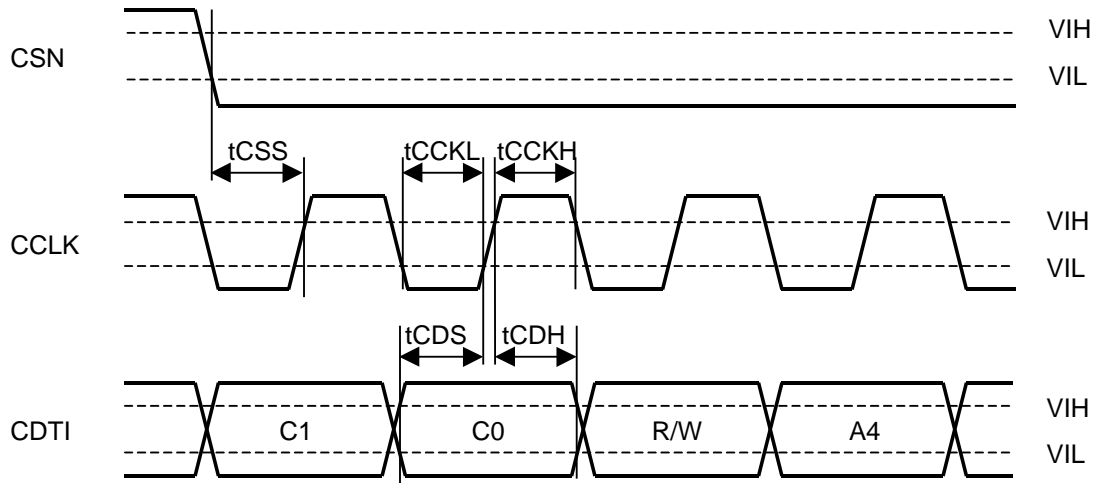 CSN
VIH
VIL
tCSS
tCCKL
tCCKH
CCLK
VIH
VIL
tCDS
tCDH
CDTI
C1
C0
R/W
A4
VIH
VIL